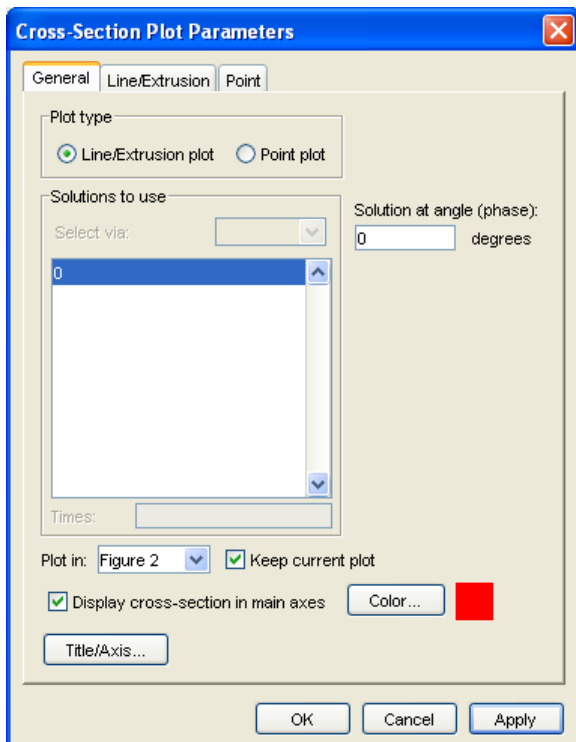 Cross-Section Plot Parameters
General Line/Extrusion Point
Plot type
Line/Extrusion plot Point plot
Solutions to use
Select via:
Solution at angle (phase):
0 degrees
0
Times:
Plot in: Figure 2 Keep current plot
Display cross-section in main axes Color...
Title/Axis...
OK Cancel Apply